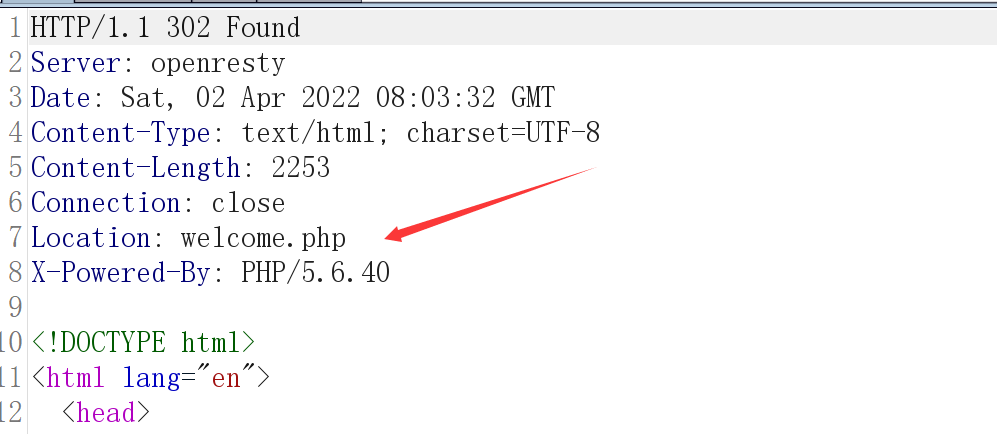 1 HTTP/1.1 302 Found
2 Server: openresty
3 Date: Sat, 02 Apr 2022 08:03:32 GMT
4 Content-Type: text/html; charset=UTF-8
5 Content-Length: 2253
6 Connection: close
7 Location: welcome.php
8 X-Powered-By: PHP/5.6.40
9
10 <!DOCTYPE html>
11 <html lang="en">
12 <head>